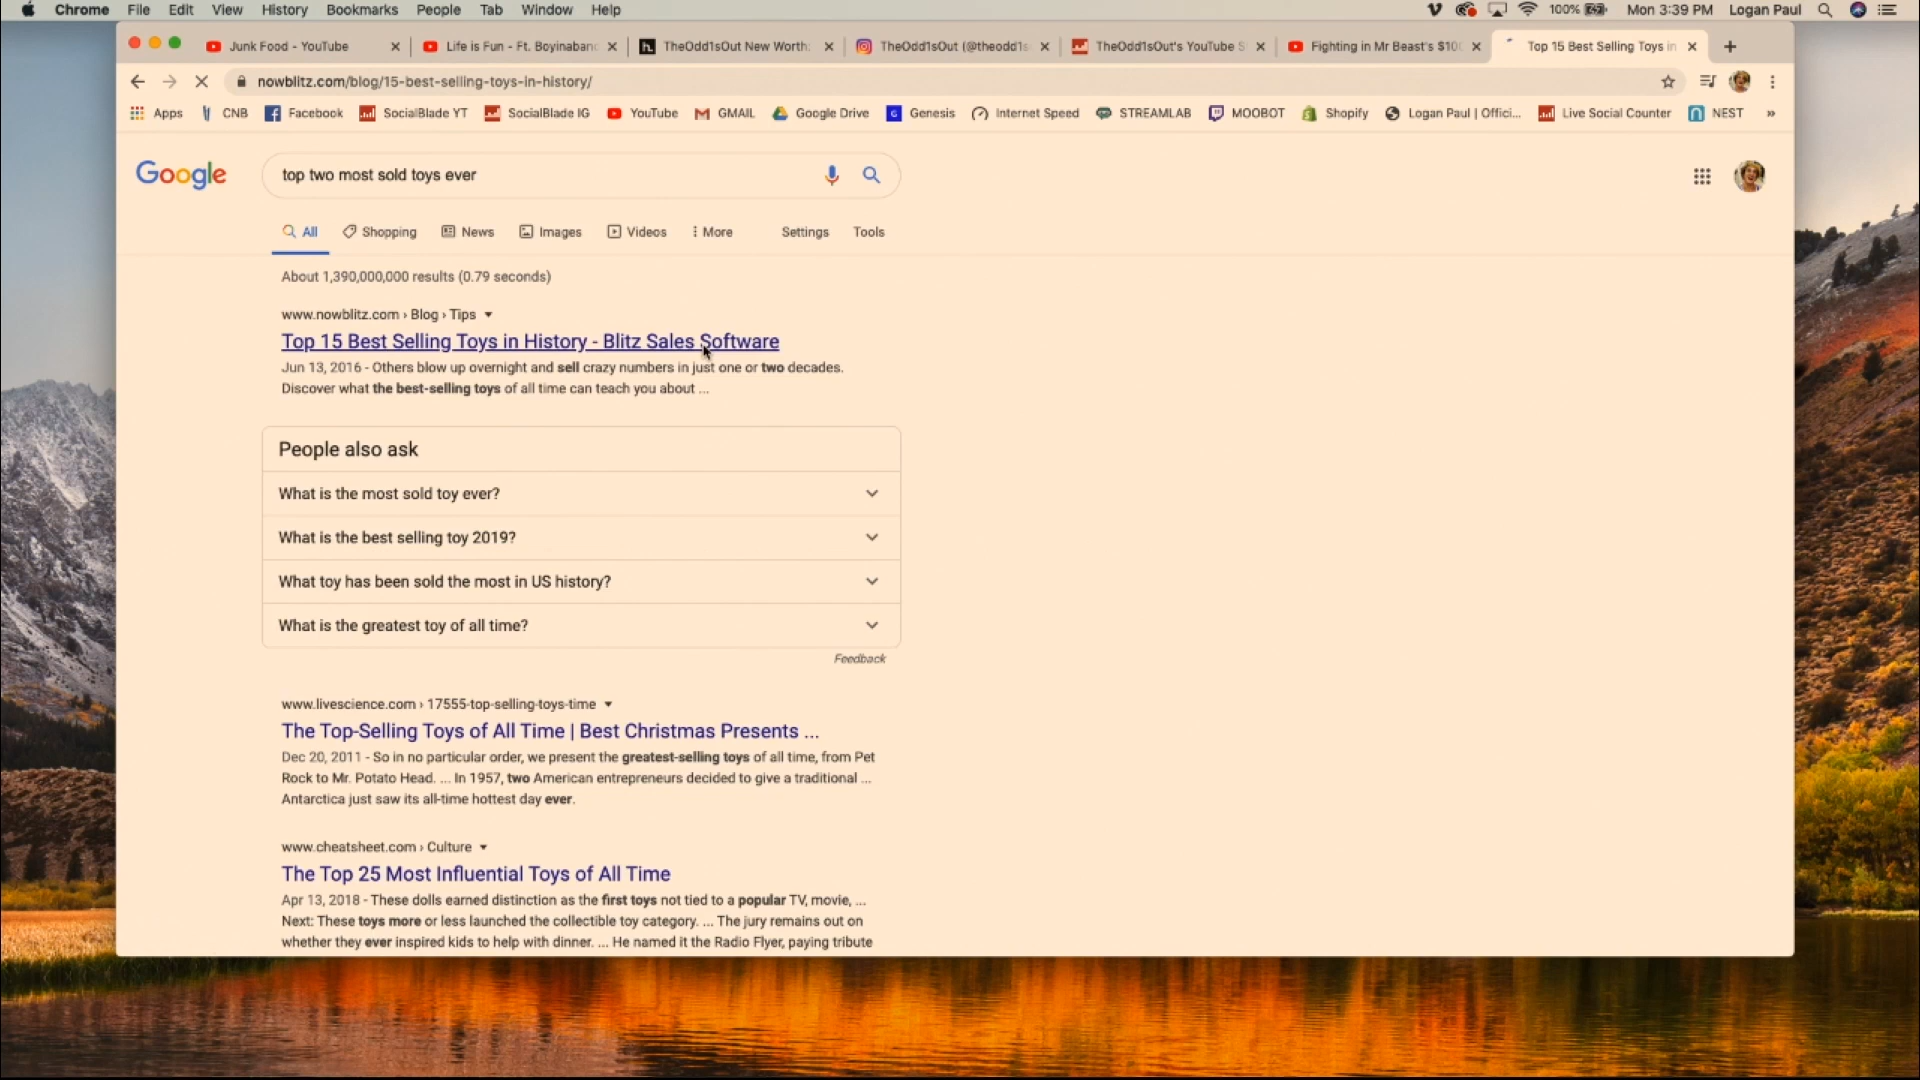 Chrome File Edit View History Bookmarks People Tab Window Help 100% Mon 3:39 PM Logan Paul
Junk Food - YouTube Life is Fun - Ft. Boyinaban TheOdd1sOut New Worth: TheOdd1sOut (@theodd1s TheOdd1sOut's YouTube S Fighting in Mr Beast's $10 Top 15 Best Selling Toys in
nowblitz.com/blog/15-best-selling-toys-in-history/
Apps CNB Facebook SocialBlade YT SocialBlade IG YouTube GMAIL Google Drive Genesis Internet Speed STREAMLAB MOOBOT Shopify Logan Paul | Offici... Live Social Counter NEST »
Google top two most sold toys ever
All Shopping News Images Videos More Settings Tools
About 1,390,000,000 results (0.79 seconds)
www.nowblitz.com › Blog › Tips
Top 15 Best Selling Toys in History - Blitz Sales Software
Jun 13, 2016 - Others blow up overnight and sell crazy numbers in just one or two decades.
Discover what the best-selling toys of all time can teach you about ...
People also ask
What is the most sold toy ever?
What is the best selling toy 2019?
What toy has been sold the most in US history?
What is the greatest toy of all time?
Feedback
www.livescience.com › 17555-top-selling-toys-time
The Top-Selling Toys of All Time | Best Christmas Presents ...
Dec 20, 2011 - So in no particular order, we present the greatest-selling toys of all time, from Pet
Rock to Mr. Potato Head. ... In 1957, two American entrepreneurs decided to give a traditional ...
Antarctica just saw its all-time hottest day ever.
www.cheatsheet.com › Culture
The Top 25 Most Influential Toys of All Time
Apr 13, 2018 - These dolls earned distinction as the first toys not tied to a popular TV, movie, ...
Next: These toys more or less launched the collectible toy category. ... The jury remains out on
whether they ever inspired kids to help with dinner. ... He named it the Radio Flyer, paying tribute